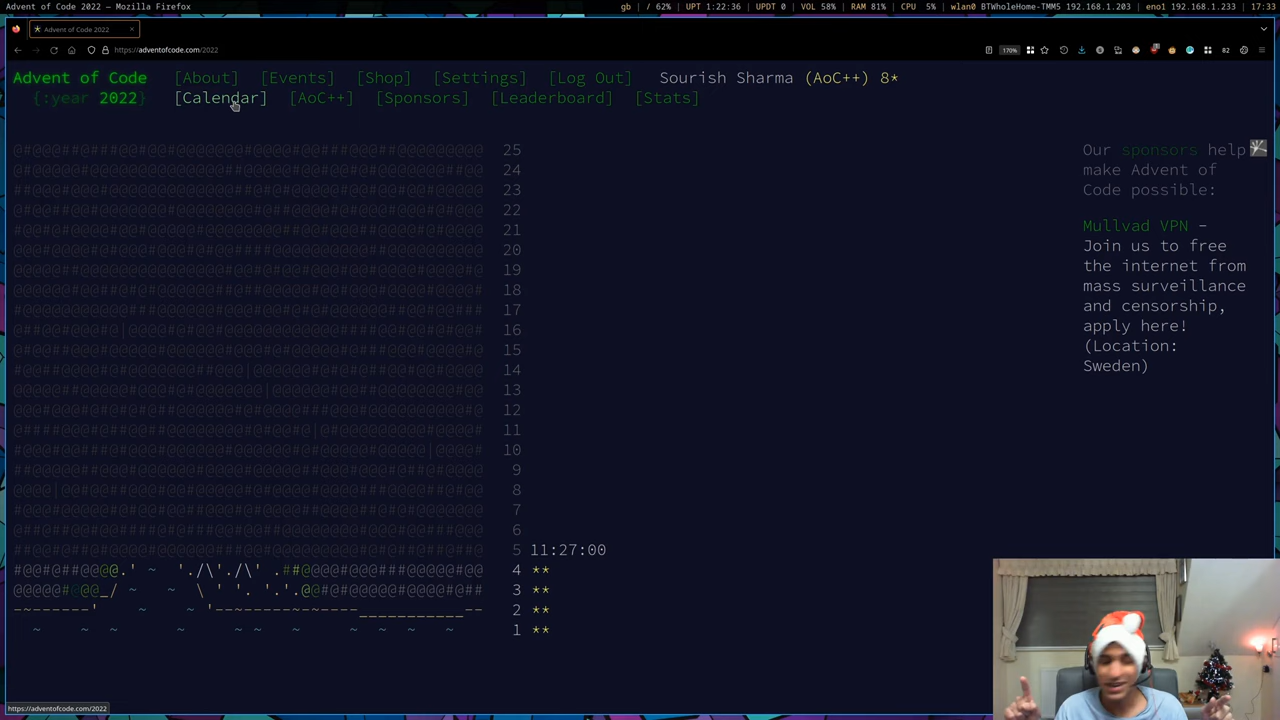 Advent of Code 2022 — Mozilla Firefox
gb | / 62% | UPT 1:22:36 | UPDT 0 | VOL 58% | RAM 81% | CPU 5% | wlan0 BTWholeHome-TMM5 192.168.1.203 | eno1 192.168.1.233 | 17:33
Advent of Code 2022
https://adventofcode.com/2022
170%
82
Advent of Code [About] [Events] [Shop] [Settings] [Log Out] Sourish Sharma (AoC++) 8*
{:year 2022} [Calendar] [AoC++] [Sponsors] [Leaderboard] [Stats]
25
24
23
22
21
20
19
18
17
16
15
14
13
12
11
10
9
8
7
6
5 11:27:00
4 **
3 **
2 **
1 **
Our sponsors help
make Advent of
Code possible:
Mullvad VPN -
Join us to free
the internet from
mass surveillance
and censorship,
apply here!
(Location:
Sweden)
https://adventofcode.com/2022